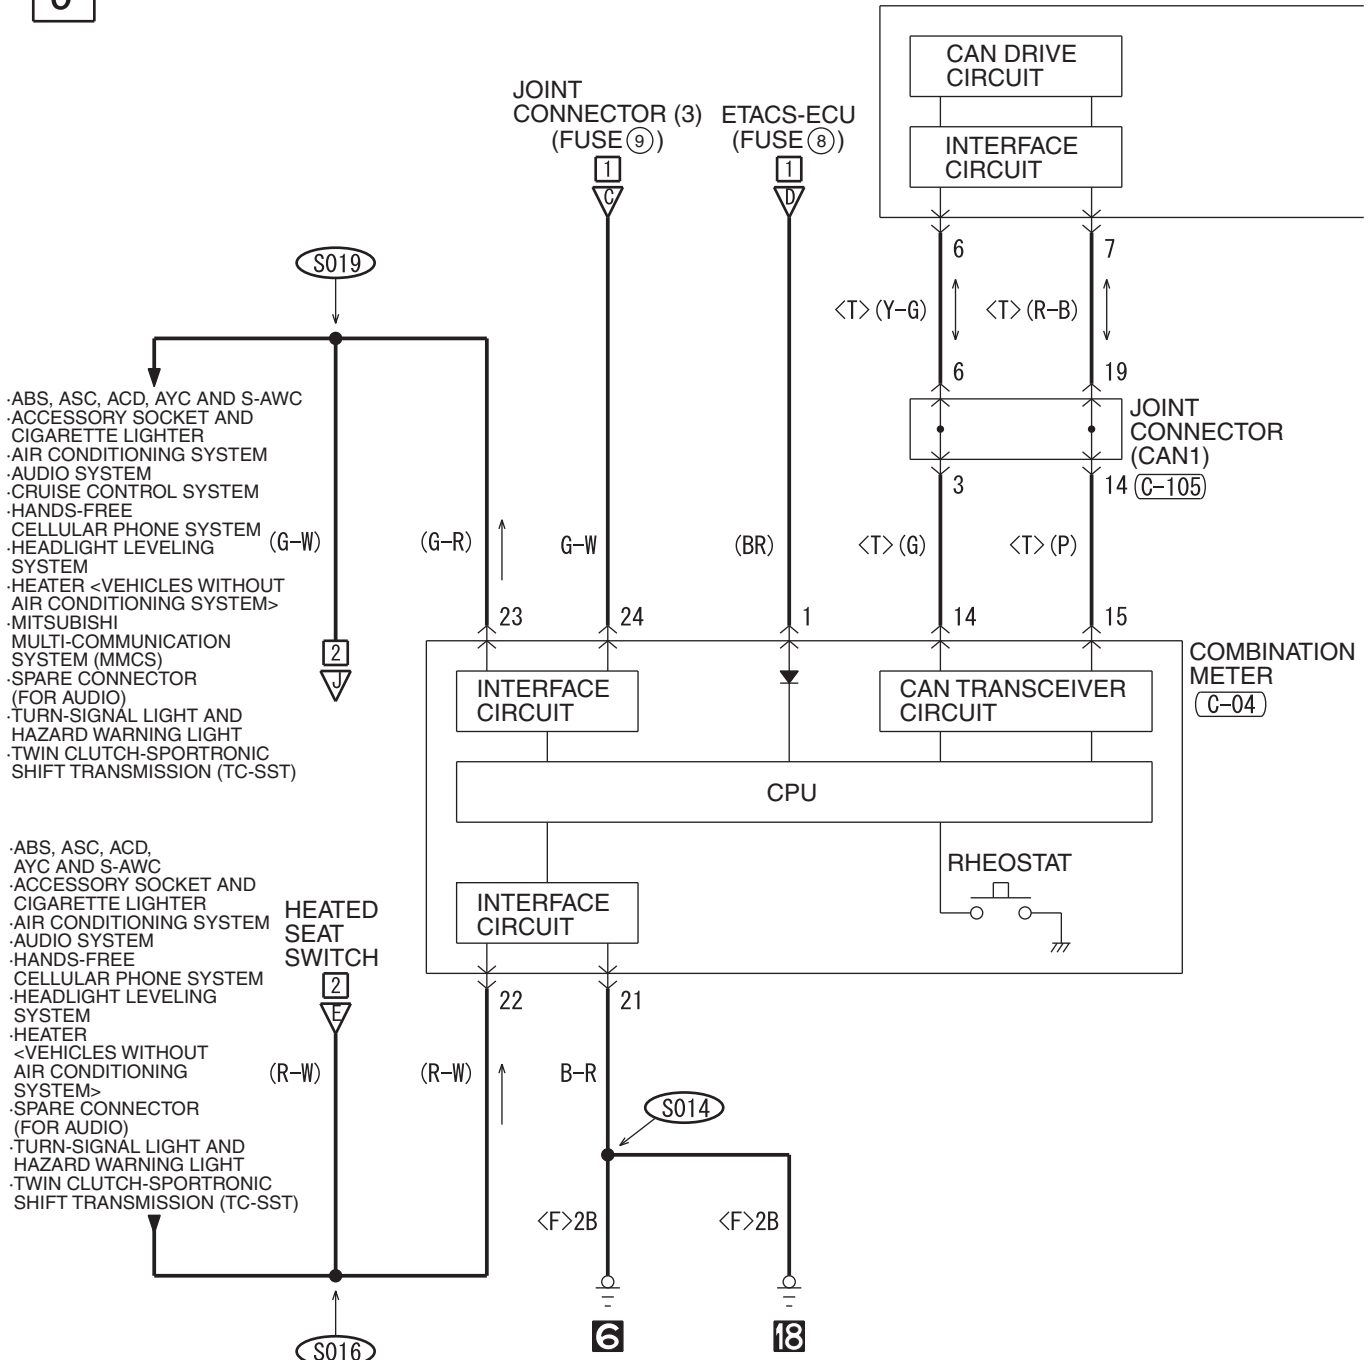 CAN DRIVE
CIRCUIT
INTERFACE
CIRCUIT
JOINT
CONNECTOR (3)
(FUSE⑨)
1
C
ETACS-ECU
(FUSE⑧)
1
D
6
7
<T>(Y-G)
<T>(R-B)
6
19
JOINT
CONNECTOR
(CAN1)
C-105
3
14
S019
·ABS, ASC, ACD, AYC AND S-AWC
·ACCESSORY SOCKET AND
CIGARETTE LIGHTER
·AIR CONDITIONING SYSTEM
·AUDIO SYSTEM
·CRUISE CONTROL SYSTEM
·HANDS-FREE
CELLULAR PHONE SYSTEM
·HEADLIGHT LEVELING
SYSTEM
·HEATER <VEHICLES WITHOUT
AIR CONDITIONING SYSTEM>
·MITSUBISHI
MULTI-COMMUNICATION
SYSTEM (MMCS)
·SPARE CONNECTOR
(FOR AUDIO)
·TURN-SIGNAL LIGHT AND
HAZARD WARNING LIGHT
·TWIN CLUTCH-SPORTRONIC
SHIFT TRANSMISSION (TC-SST)
(G-W)
(G-R)
G-W
(BR)
<T>(G)
<T>(P)
2
J
23
24
1
14
15
COMBINATION
METER
C-04
INTERFACE
CIRCUIT
CAN TRANSCEIVER
CIRCUIT
CPU
RHEOSTAT
INTERFACE
CIRCUIT
·ABS, ASC, ACD,
AYC AND S-AWC
·ACCESSORY SOCKET AND
CIGARETTE LIGHTER
·AIR CONDITIONING SYSTEM
·AUDIO SYSTEM
·HANDS-FREE
CELLULAR PHONE SYSTEM
·HEADLIGHT LEVELING
SYSTEM
·HEATER
<VEHICLES WITHOUT
AIR CONDITIONING
SYSTEM>
·SPARE CONNECTOR
(FOR AUDIO)
·TURN-SIGNAL LIGHT AND
HAZARD WARNING LIGHT
·TWIN CLUTCH-SPORTRONIC
SHIFT TRANSMISSION (TC-SST)
HEATED
SEAT
SWITCH
2
E
22
21
(R-W)
(R-W)
B-R
S014
<F>2B
<F>2B
6
18
S016